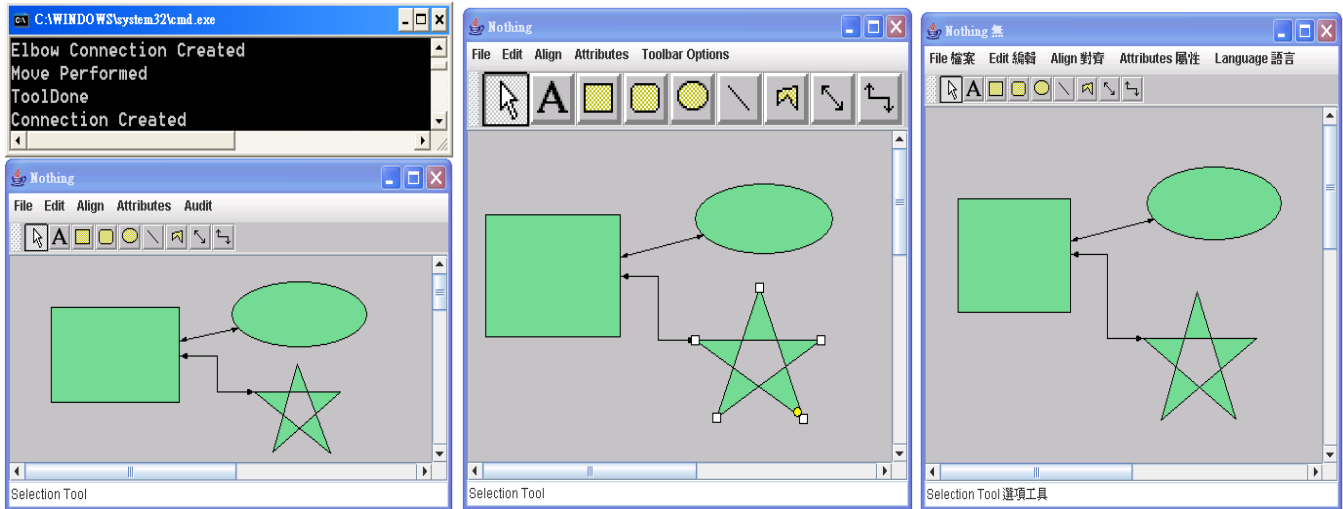 C:\WINDOWS\system32\cmd.exe
Elbow Connection Created
Move Performed
ToolDone
Connection Created
Nothing
File Edit Align Attributes Audit
A
Selection Tool
Nothing
File Edit Align Attributes Toolbar Options
A
Selection Tool
Nothing 無
File 檔案 Edit 編輯 Align 對齊 Attributes 屬性 Language 語言
A
Selection Tool 選項工具